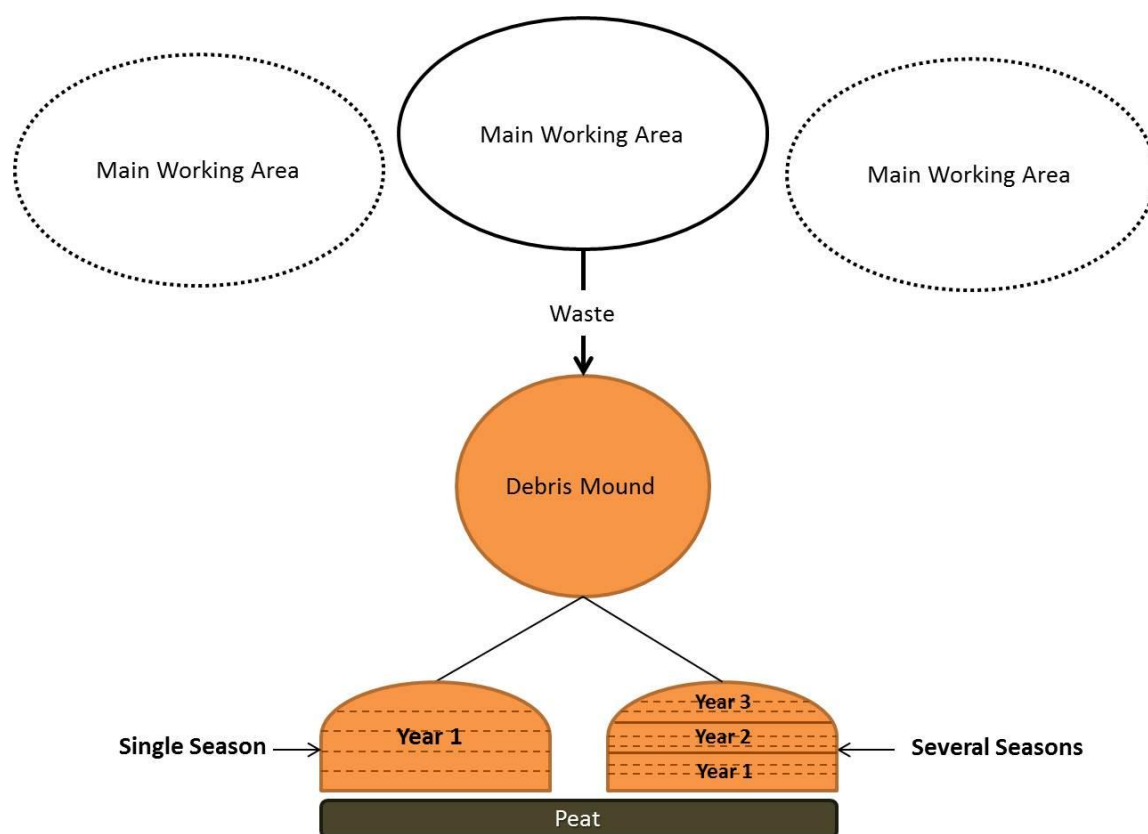 Main Working Area
Main Working Area
Main Working Area
Waste
Debris Mound
Single Season
Year 1
Year 3
Year 2
Year 1
Several Seasons
Peat